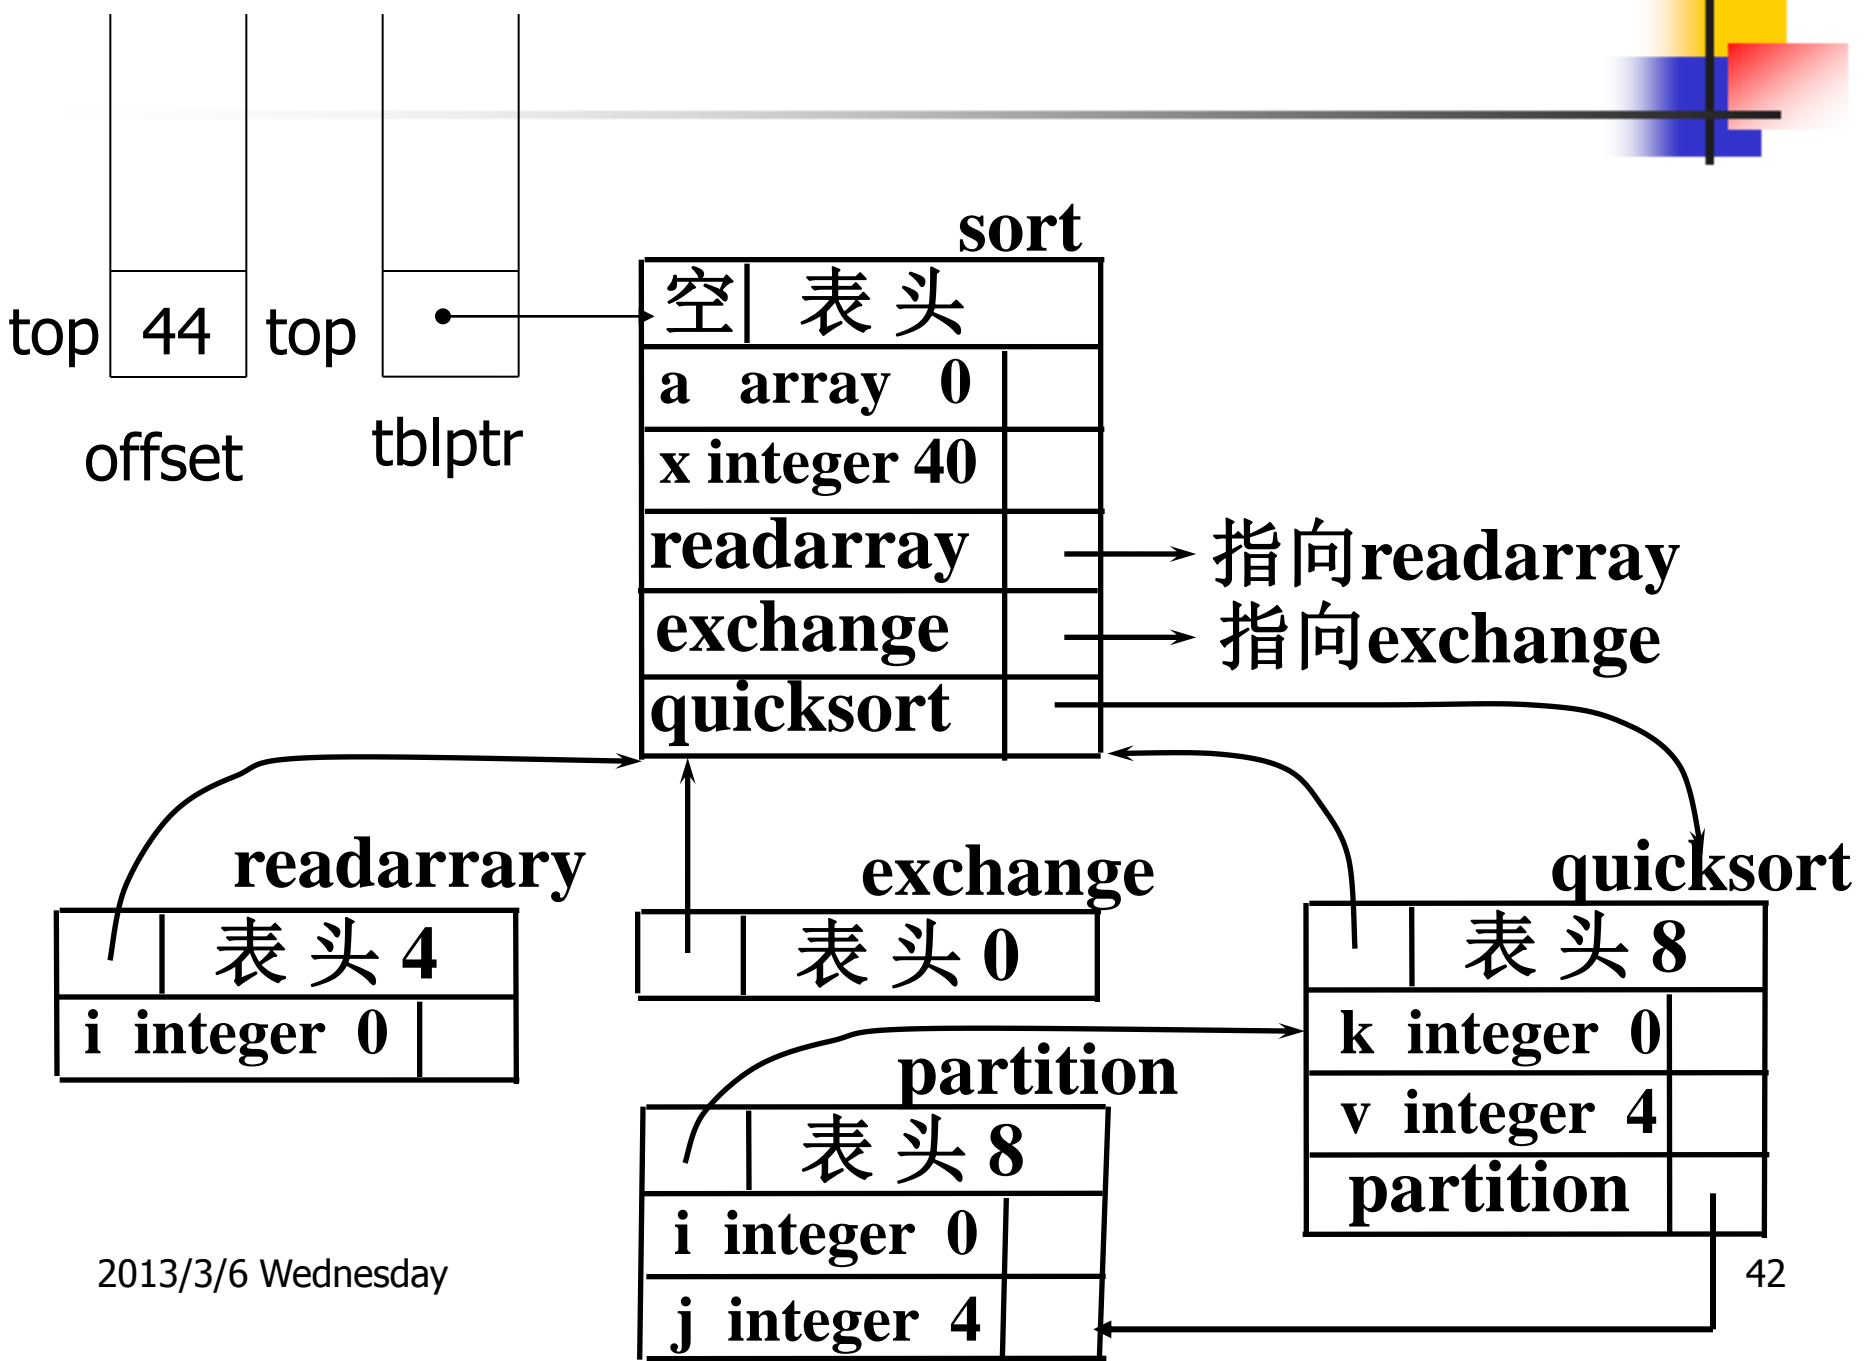 sort
空 表 头
top 44 top
a array 0
offset tblptr
x integer 40
readarray 指向readarray
exchange 指向exchange
quicksort
readarrary exchange quicksort
表 头 4
表 头 0
表 头 8
i integer 0
k integer 0
partition
v integer 4
表 头 8
partition
i integer 0
j integer 4
2013/3/6 Wednesday
42